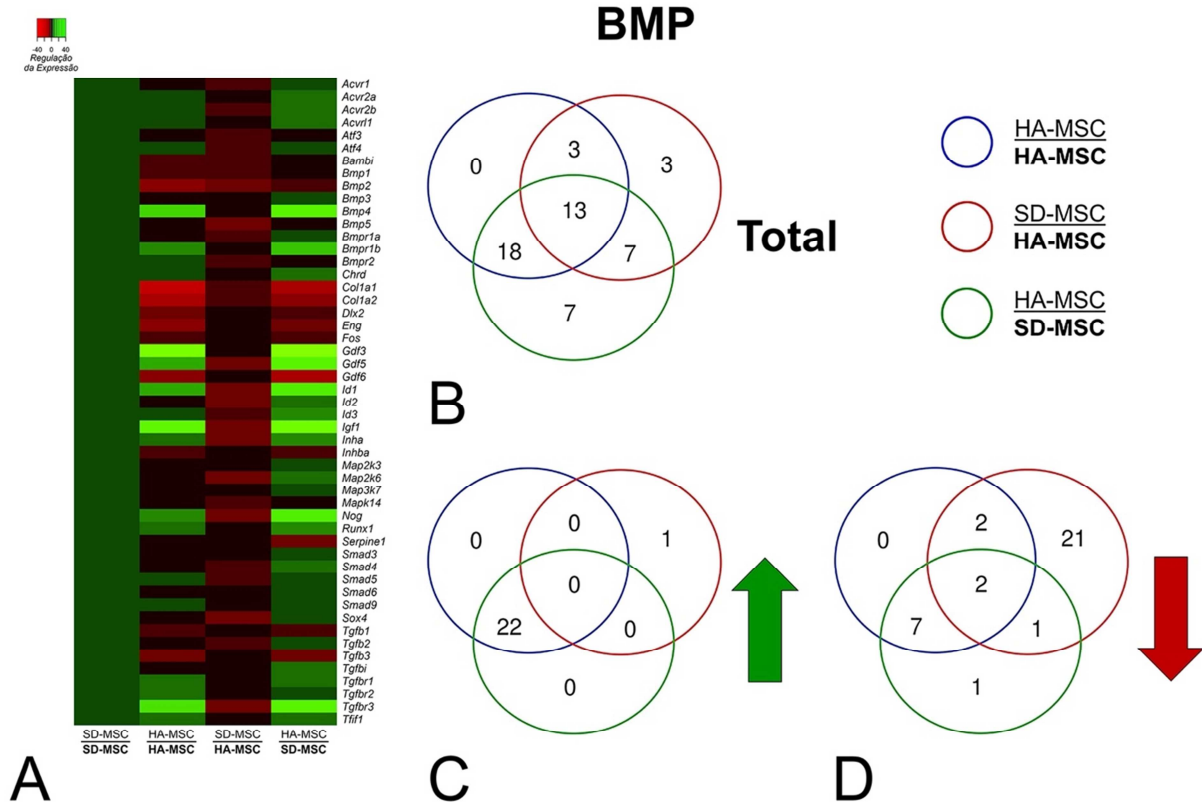 BMP
-40 0 40
Regulação
da Expressão
Acvr1
Acvr2a
Acvr2b
Acvrl1
Atf3
Atf4
Bambi
Bmp1
Bmp2
Bmp3
Bmp4
Bmp5
Bmpr1a
Bmpr1b
Bmpr2
Chrd
Col1a1
Col1a2
Dlx2
Eng
Fos
Gdf3
Gdf5
Gdf6
Id1
Id2
Id3
Igf1
Inha
Inhba
Map2k3
Map2k6
Map3k7
Mapk14
Nog
Runx1
Serpine1
Smad3
Smad4
Smad5
Smad6
Smad9
Sox4
Tgfb1
Tgfb2
Tgfb3
Tgfbi
Tgfbr1
Tgfbr2
Tgfbr3
Tfif1
SD-MSC HA-MSC SD-MSC HA-MSC
SD-MSC HA-MSC HA-MSC SD-MSC
A
0 3 3
13
18 7
7
Total
B
HA-MSC
HA-MSC
SD-MSC
HA-MSC
HA-MSC
SD-MSC
0 0 1
0
22 0
0
C
0 2 21
2
7 1
1
D